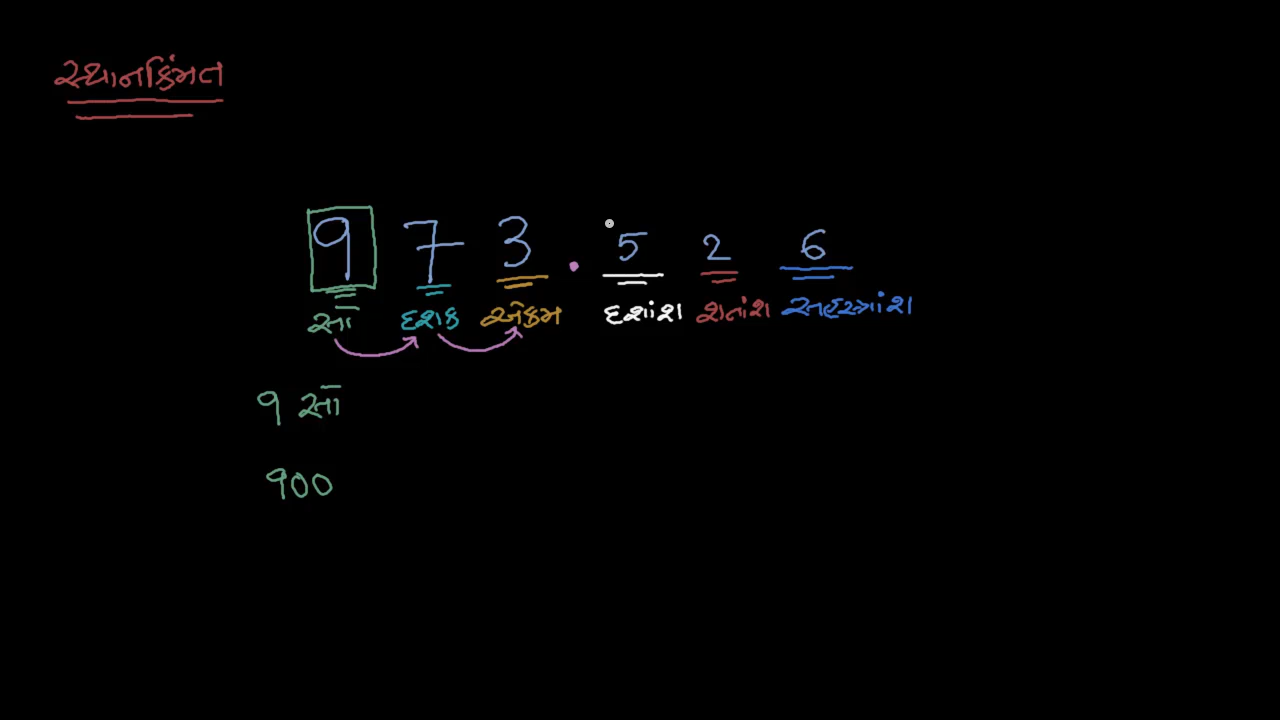 સ્થાનકિંમત
973.526
સો દશક એકમ દશાંશ શતાંશ સહસ્ત્રાંશ
9 સો
900